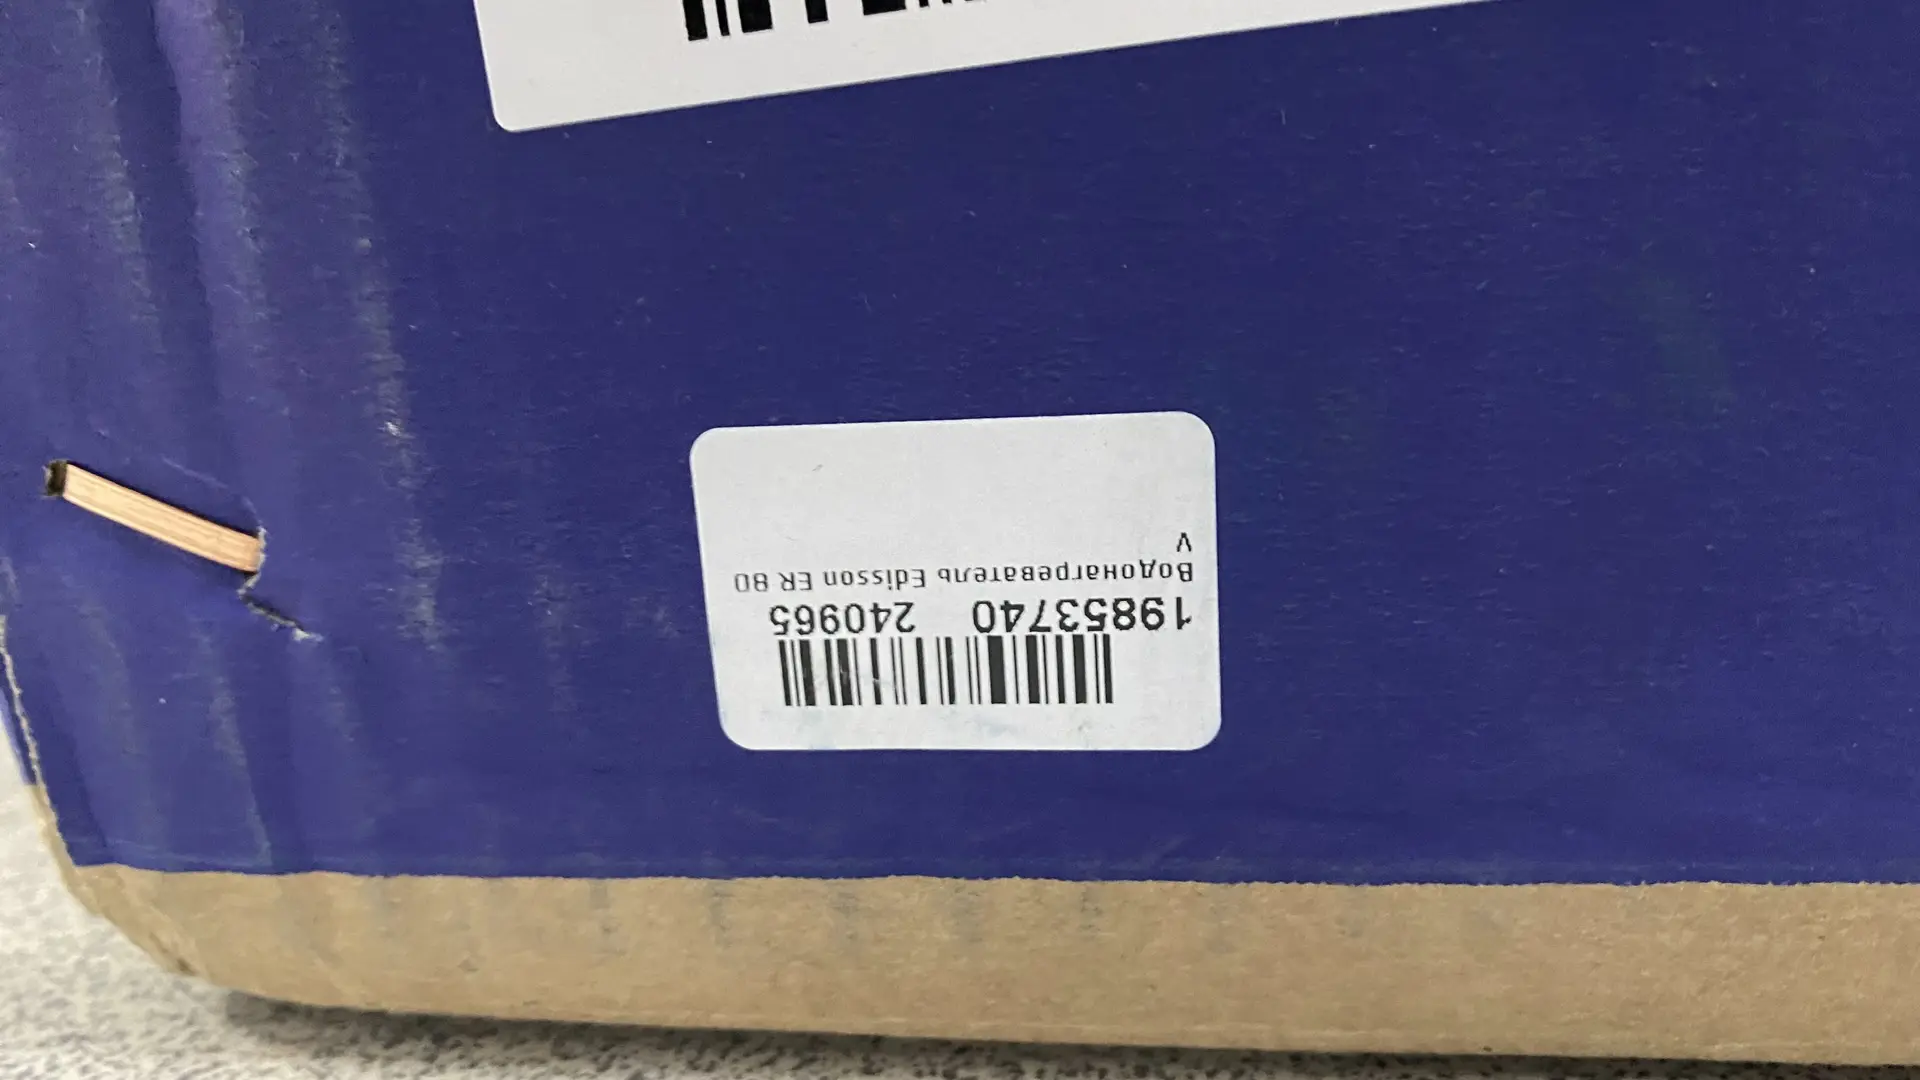 19853740 240965
Водонагреватель Edisson ER 80
V